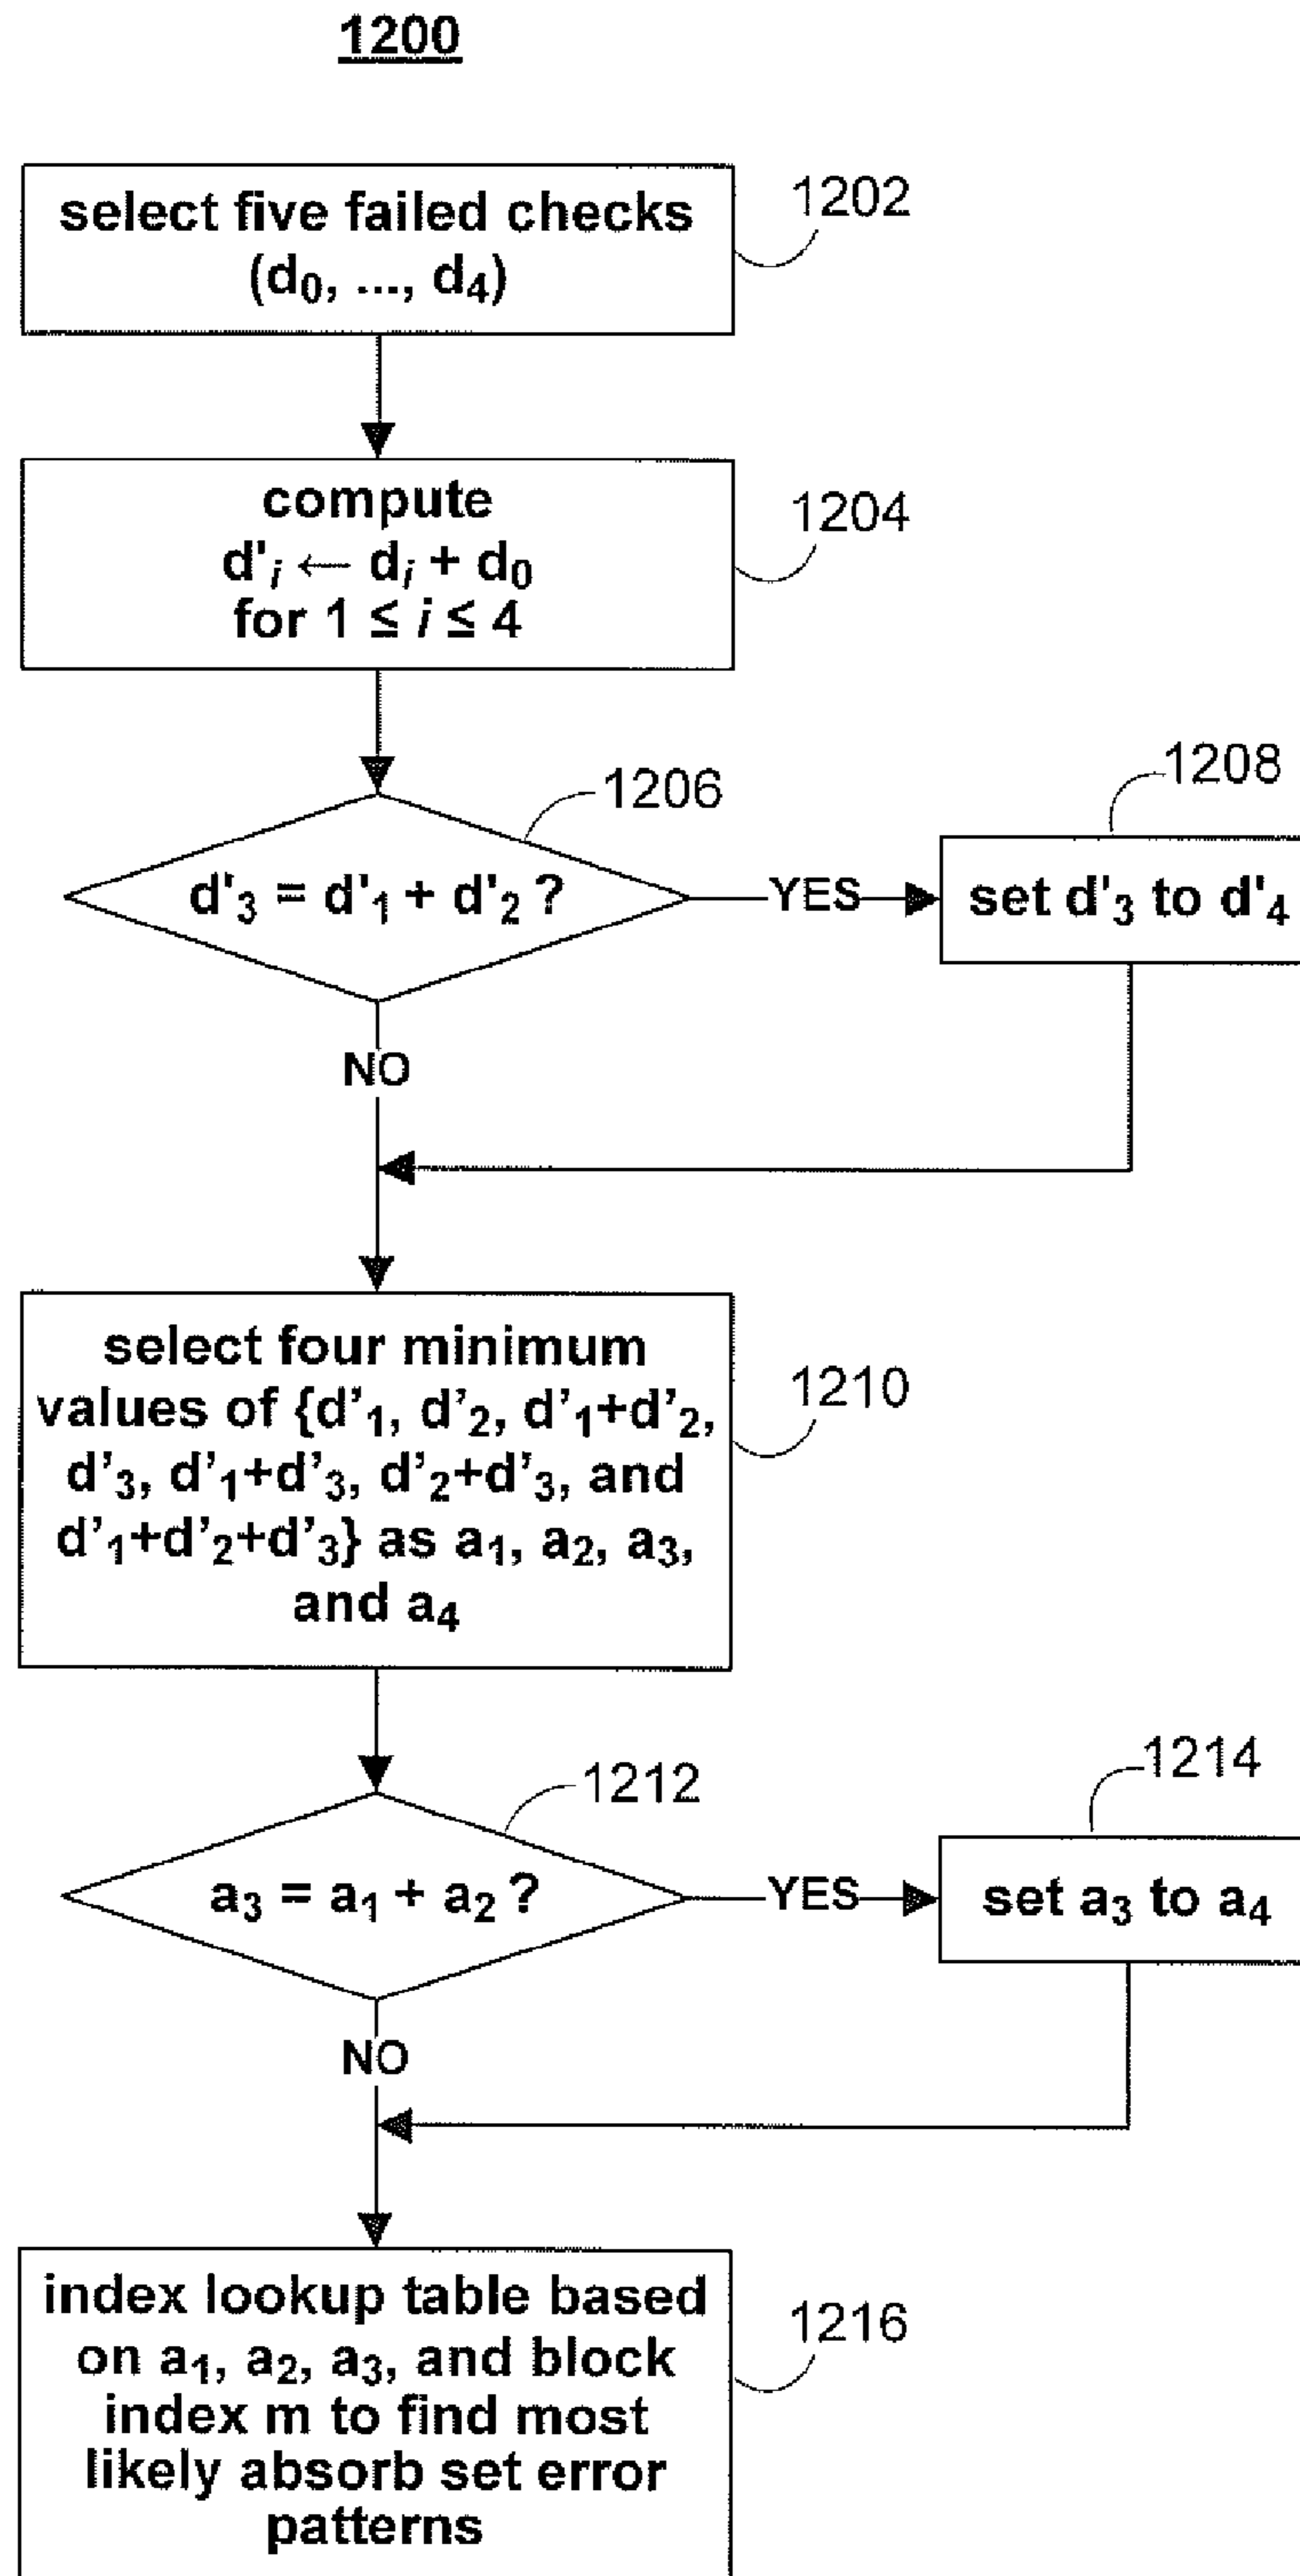 1200
select five failed checks
(d₀, ..., d₄)
1202
compute
d'ᵢ ← dᵢ + d₀
for 1 ≤ i ≤ 4
1204
1206
d'₃ = d'₁ + d'₂ ?
YES
1208
set d'₃ to d'₄
NO
select four minimum
values of {d’₁, d’₂, d’₁+d’₂,
d’₃, d’₁+d’₃, d’₂+d’₃, and
d’₁+d’₂+d’₃} as a₁, a₂, a₃,
and a₄
1210
1212
a₃ = a₁ + a₂ ?
YES
1214
set a₃ to a₄
NO
index lookup table based
on a₁, a₂, a₃, and block
index m to find most
likely absorb set error
patterns
1216